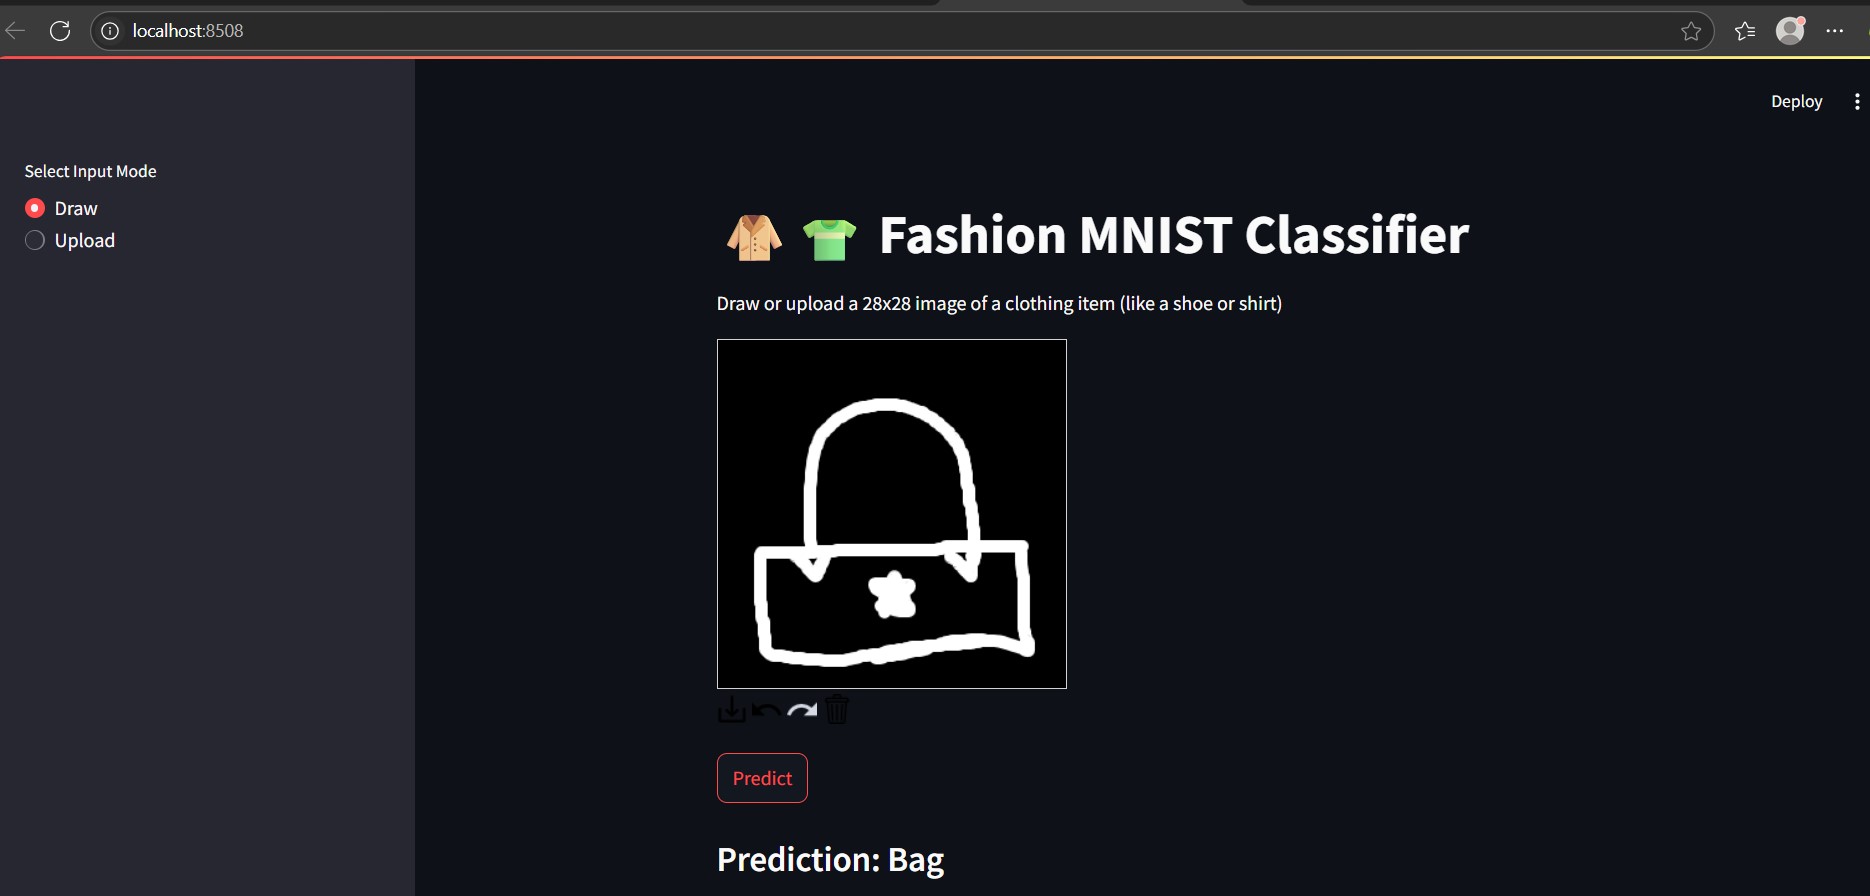 localhost:8508
Deploy
Select Input Mode
Draw
Upload
Fashion MNIST Classifier
Draw or upload a 28x28 image of a clothing item (like a shoe or shirt)
Predict
Prediction: Bag